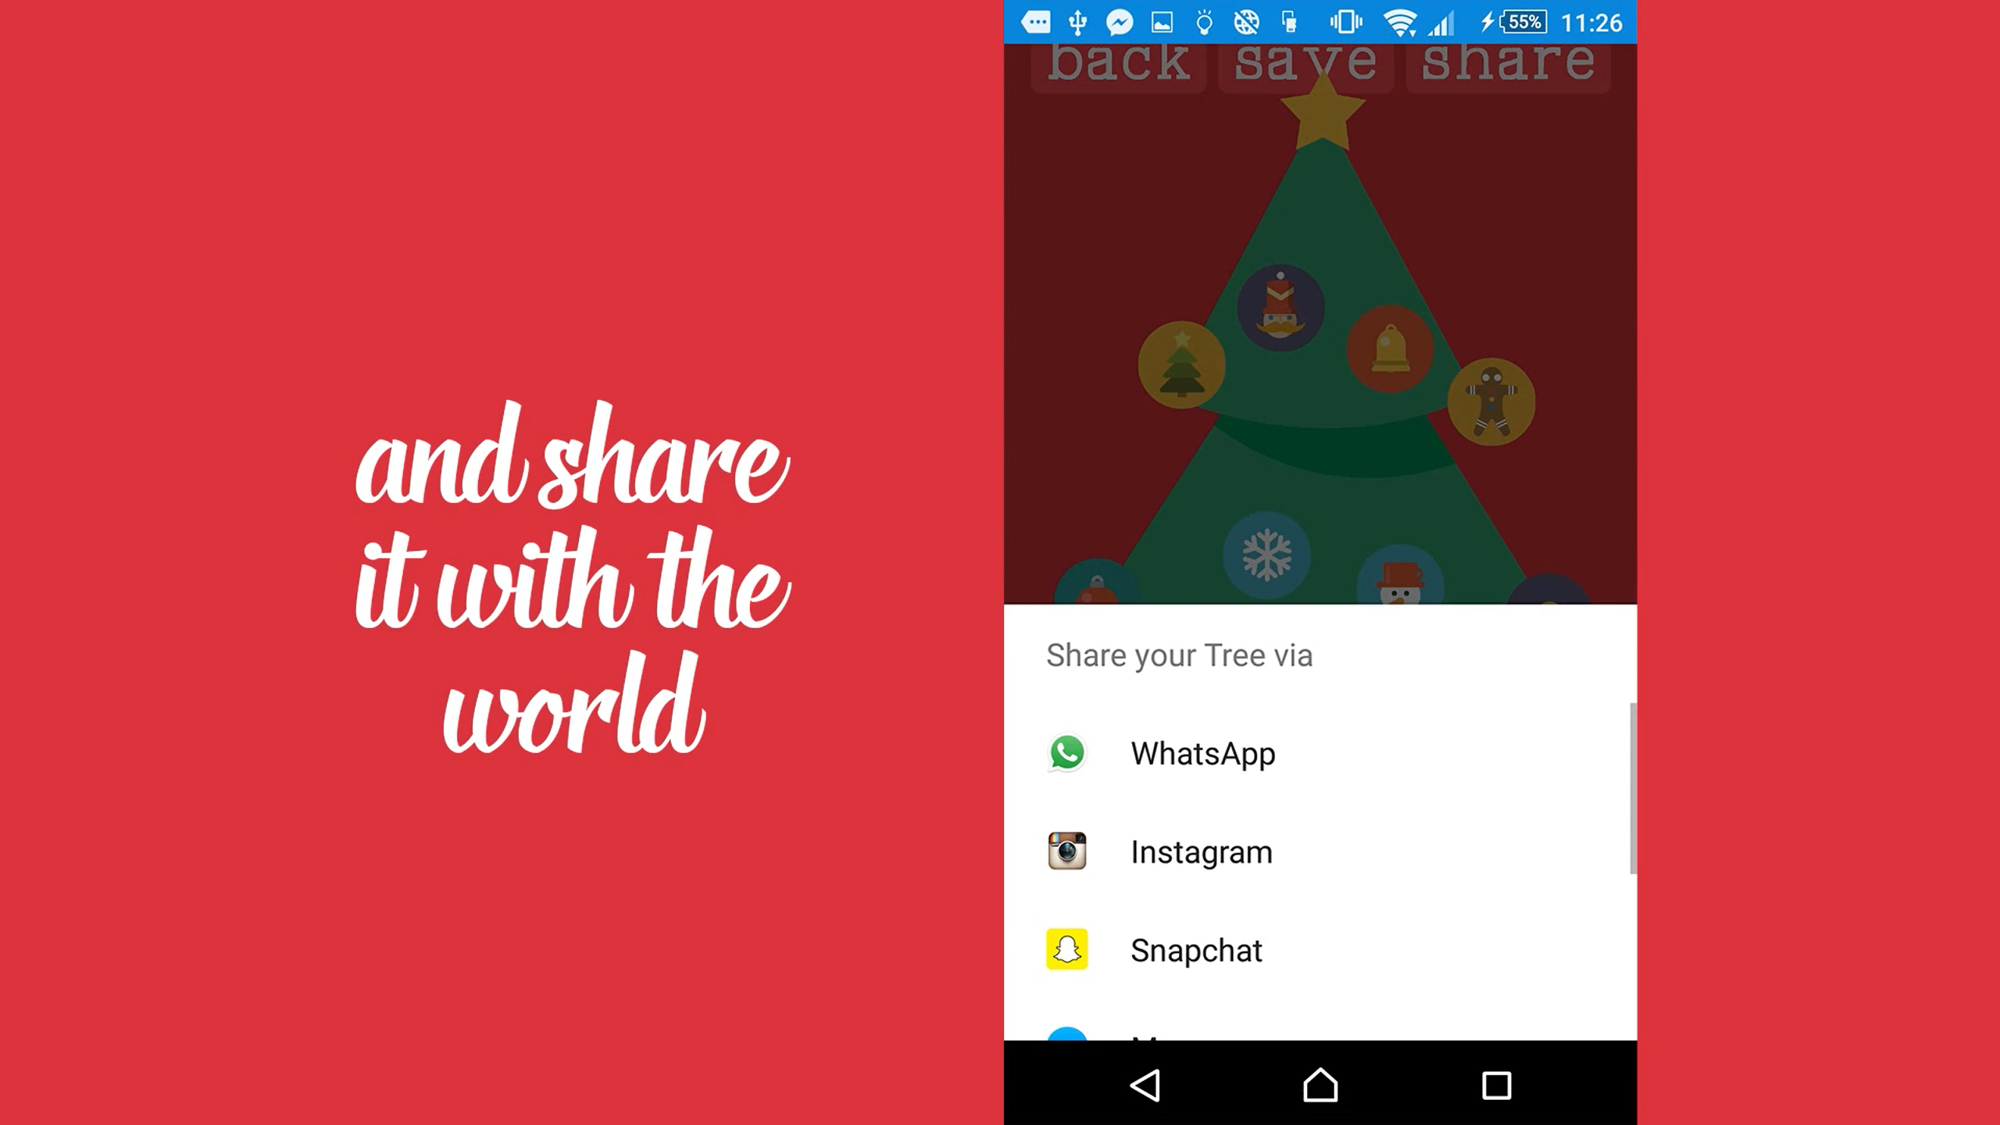 and share
it with the
world
55% 11:26
back save share
Share your Tree via
WhatsApp
Instagram
Snapchat